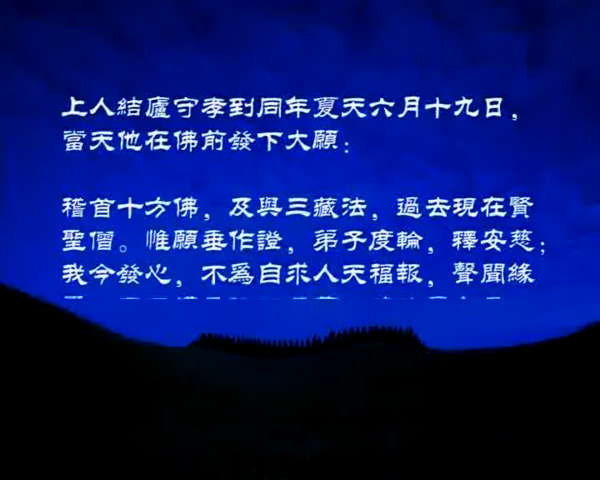 上人結廬守孝到同年夏天六月十九日，
當天他在佛前發下大願：
稽首十方佛，及與三藏法，過去現在賢
聖僧。惟願垂作證，弟子度輪，釋安慈；
我今發心，不為自求人天福報，聲聞緣